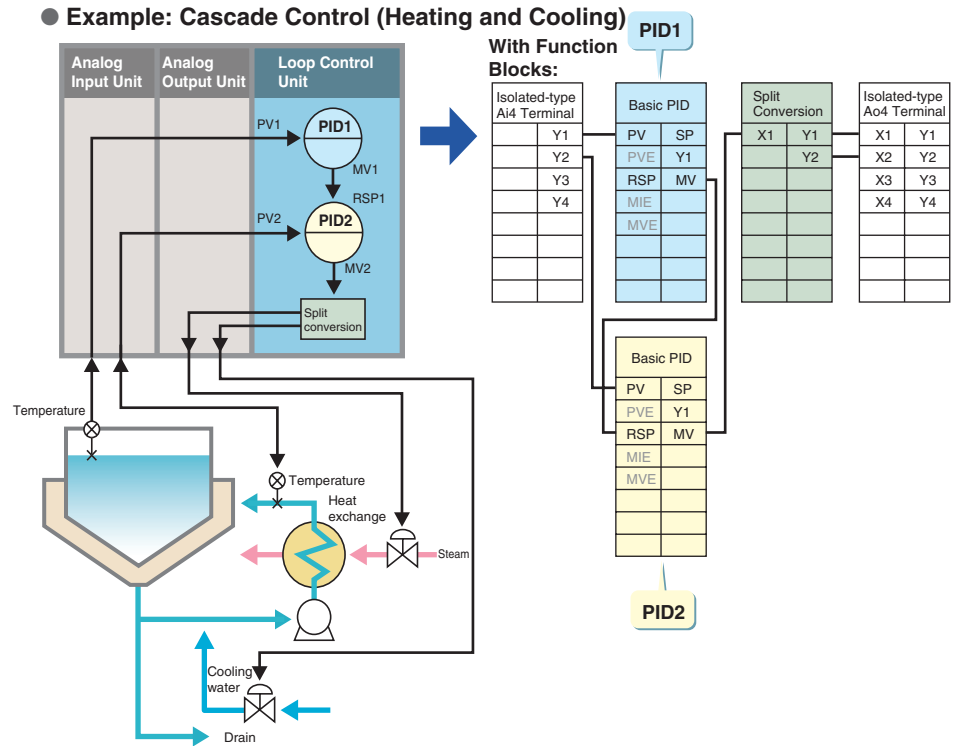 ● Example: Cascade Control (Heating and Cooling)
PID1
With Function
Blocks:
Analog
Input Unit
Analog
Output Unit
Loop Control
Unit
PV1
PID1
MV1
RSP1
PV2
PID2
MV2
Split
conversion
Temperature
Temperature
Heat
exchange
Steam
Cooling
water
Drain
Isolated-type
Ai4 Terminal
Y1
Y2
Y3
Y4
Basic PID
PV SP
PVE Y1
RSP MV
MIE
MVE
Split
Conversion
X1 Y1
Y2
Isolated-type
Ao4 Terminal
X1 Y1
X2 Y2
X3 Y3
X4 Y4
Basic PID
PV SP
PVE Y1
RSP MV
MIE
MVE
PID2